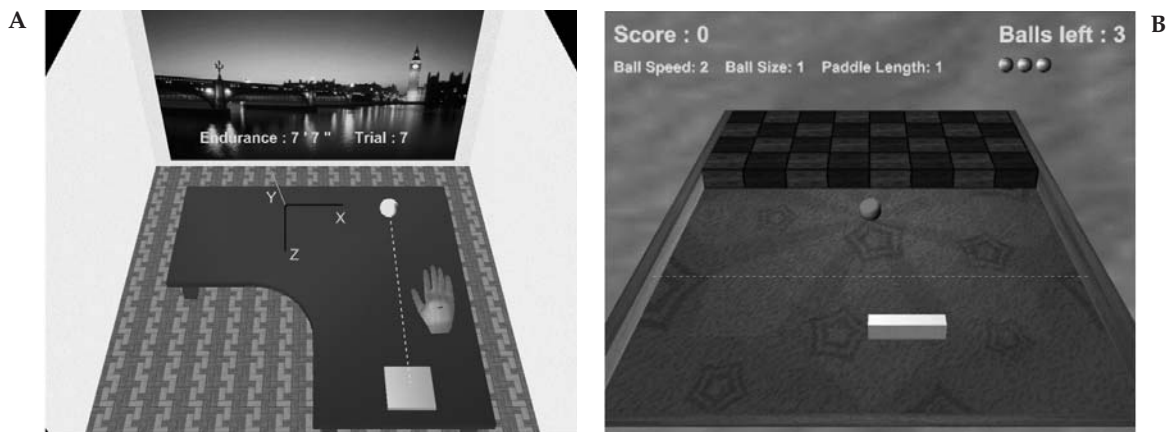 A
Endurance : 7 ' 7 " Trial : 7
Y
X
Z
B
Score : 0 Balls left : 3
Ball Speed: 2 Ball Size: 1 Paddle Length: 1